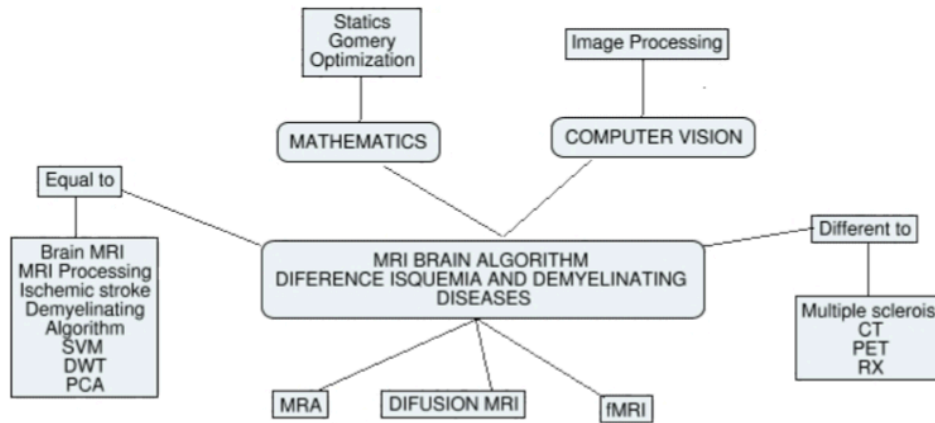 Statics
Gomery
Optimization
Image Processing
MATHEMATICS
COMPUTER VISION
Equal to
Brain MRI
MRI Processing
Ischemic stroke
Demyelinating
Algorithm
SVM
DWT
PCA
MRI BRAIN ALGORITHM
DIFERENCE ISQUEMIA AND DEMYELINATING
DISEASES
Different to
Multiple sclerois
CT
PET
RX
MRA
DIFUSION MRI
fMRI